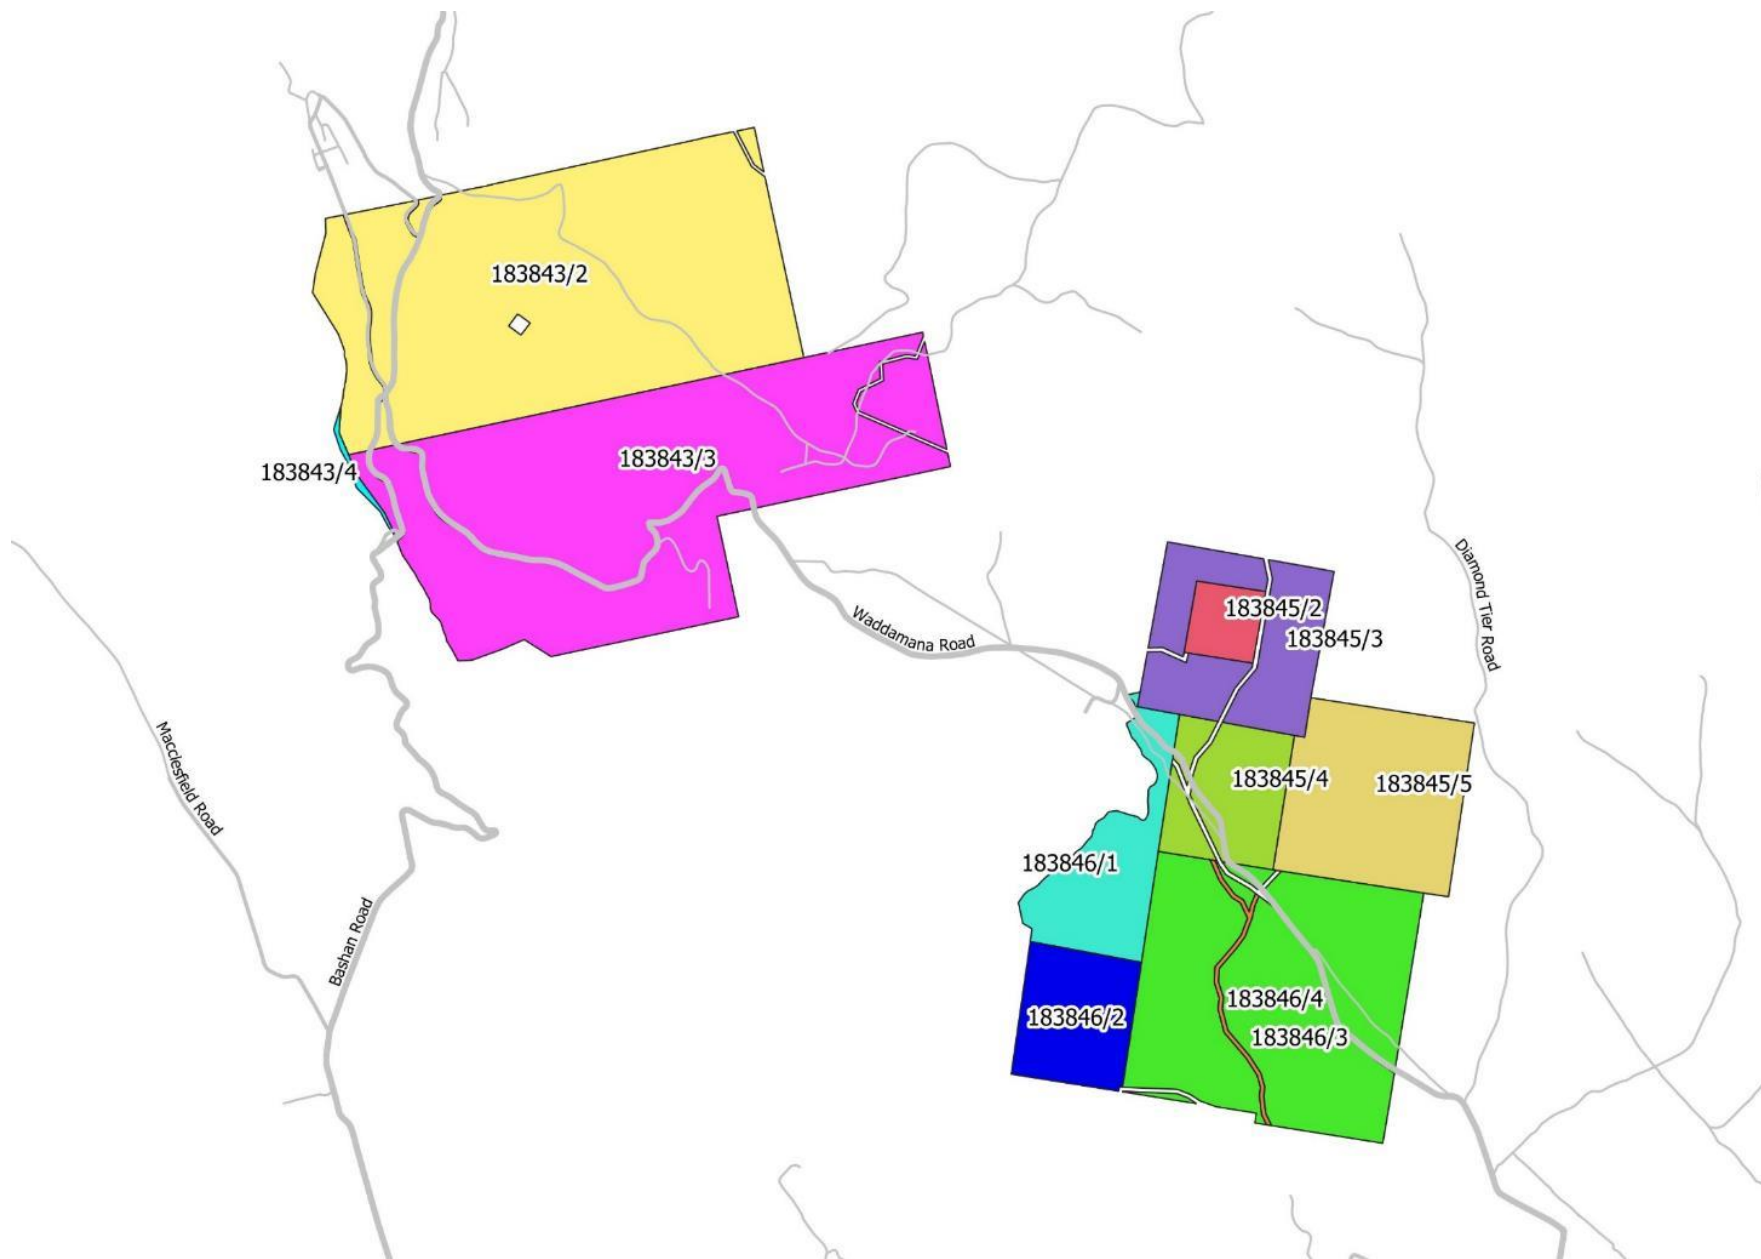 183843/2
183843/4
183843/3
Waddamana Road
Diamond Tier Road
183845/2
183845/3
183845/4
183845/5
Macclesfield Road
Bashan Road
183846/1
183846/2
183846/4
183846/3